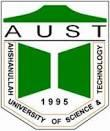 AUST
AHSANULLAH
UNIVERSITY OF SCIENCE &
TECHNOLOGY
1995